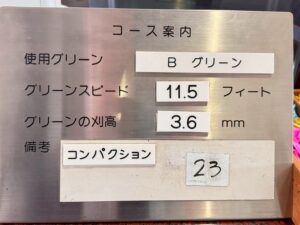 コース案内
使用グリーン B グリーン
グリーンスピード 11.5 フィート
グリーンの刈高 3.6 mm
備考
コンパクション 23